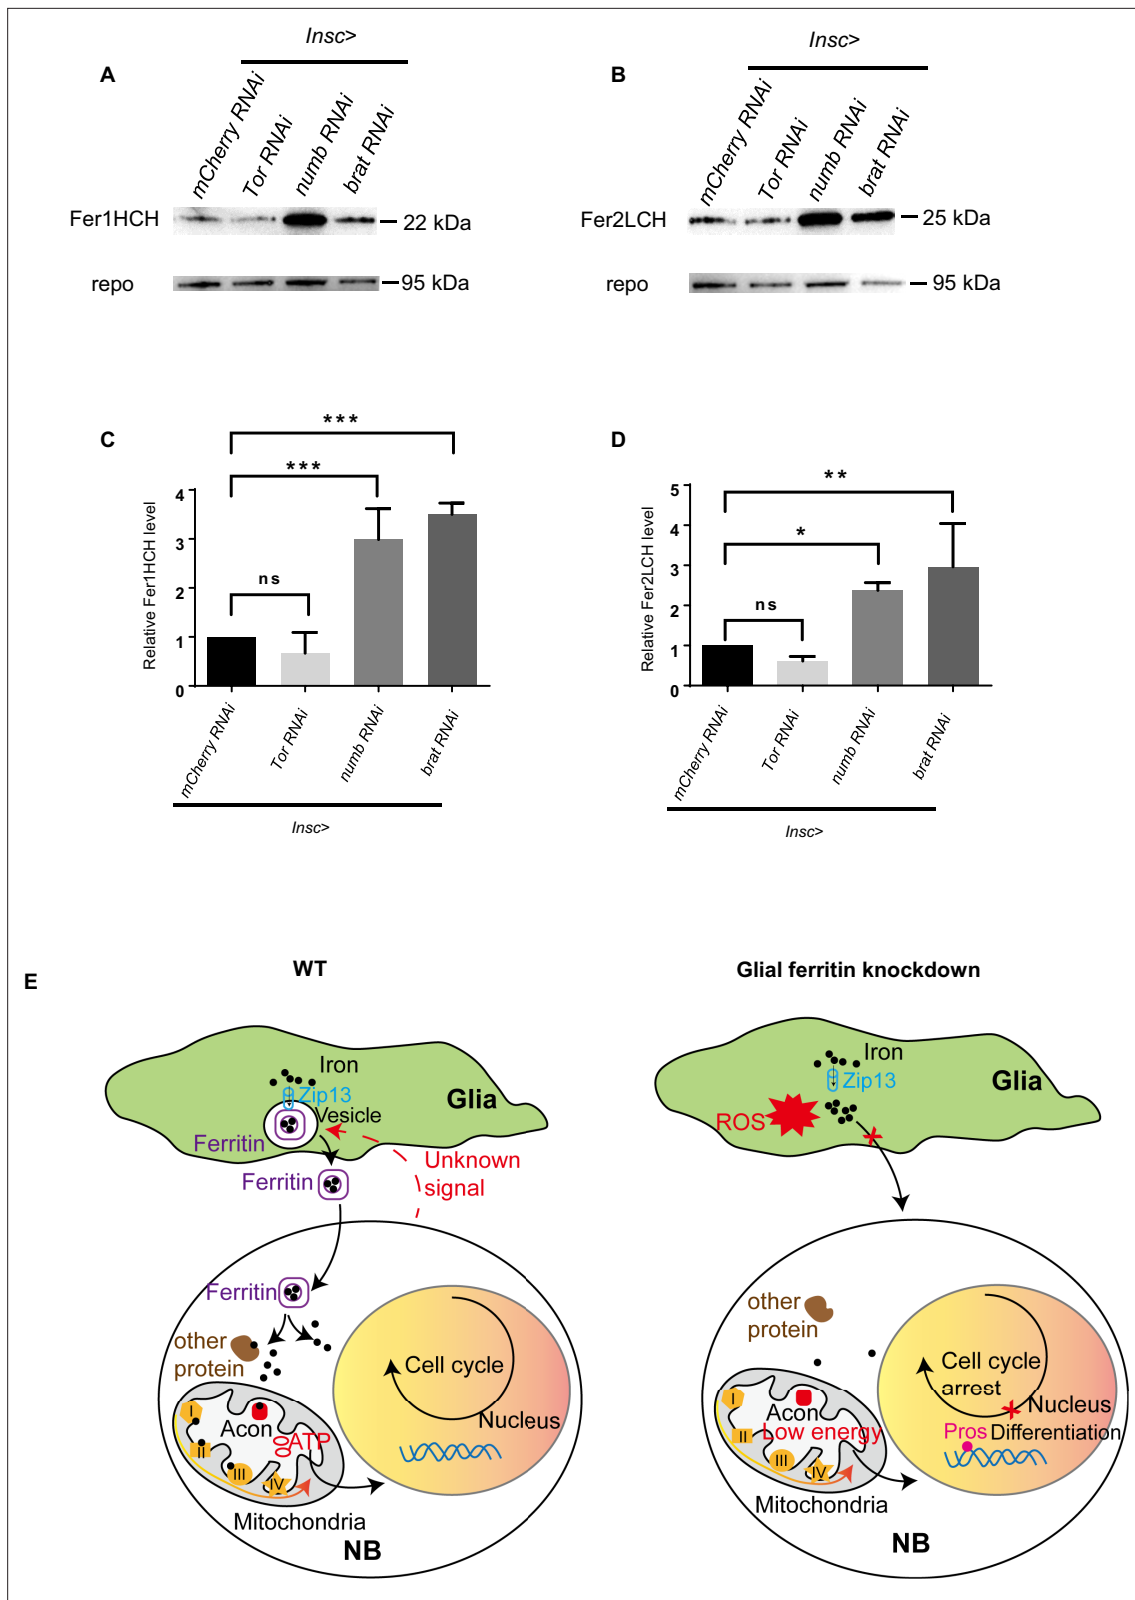 A
Insc>
mCherry RNAi
Tor RNAi
numb RNAi
brat RNAi
Fer1HCH
22 kDa
repo
95 kDa
B
Insc>
mCherry RNAi
Tor RNAi
numb RNAi
brat RNAi
Fer2LCH
25 kDa
repo
95 kDa
C
***
***
ns
Relative Fer1HCH level
4
3
2
1
0
mCherry RNAi
Tor RNAi
numb RNAi
brat RNAi
Insc>
D
**
*
ns
Relative Fer2LCH level
5
4
3
2
1
0
mCherry RNAi
Tor RNAi
numb RNAi
brat RNAi
Insc>
E
WT
Iron
Zip13
Vesicle
Glia
Ferritin
Ferritin
Unknown
signal
Ferritin
other
protein
Cell cycle
Nucleus
I
II
III
IV
Acon
ATP
Mitochondria
NB
Glial ferritin knockdown
Iron
Zip13
Glia
ROS
other
protein
Cell cycle
arrest
Nucleus
Pros
Differentiation
I
II
III
IV
Acon
Low energy
Mitochondria
NB